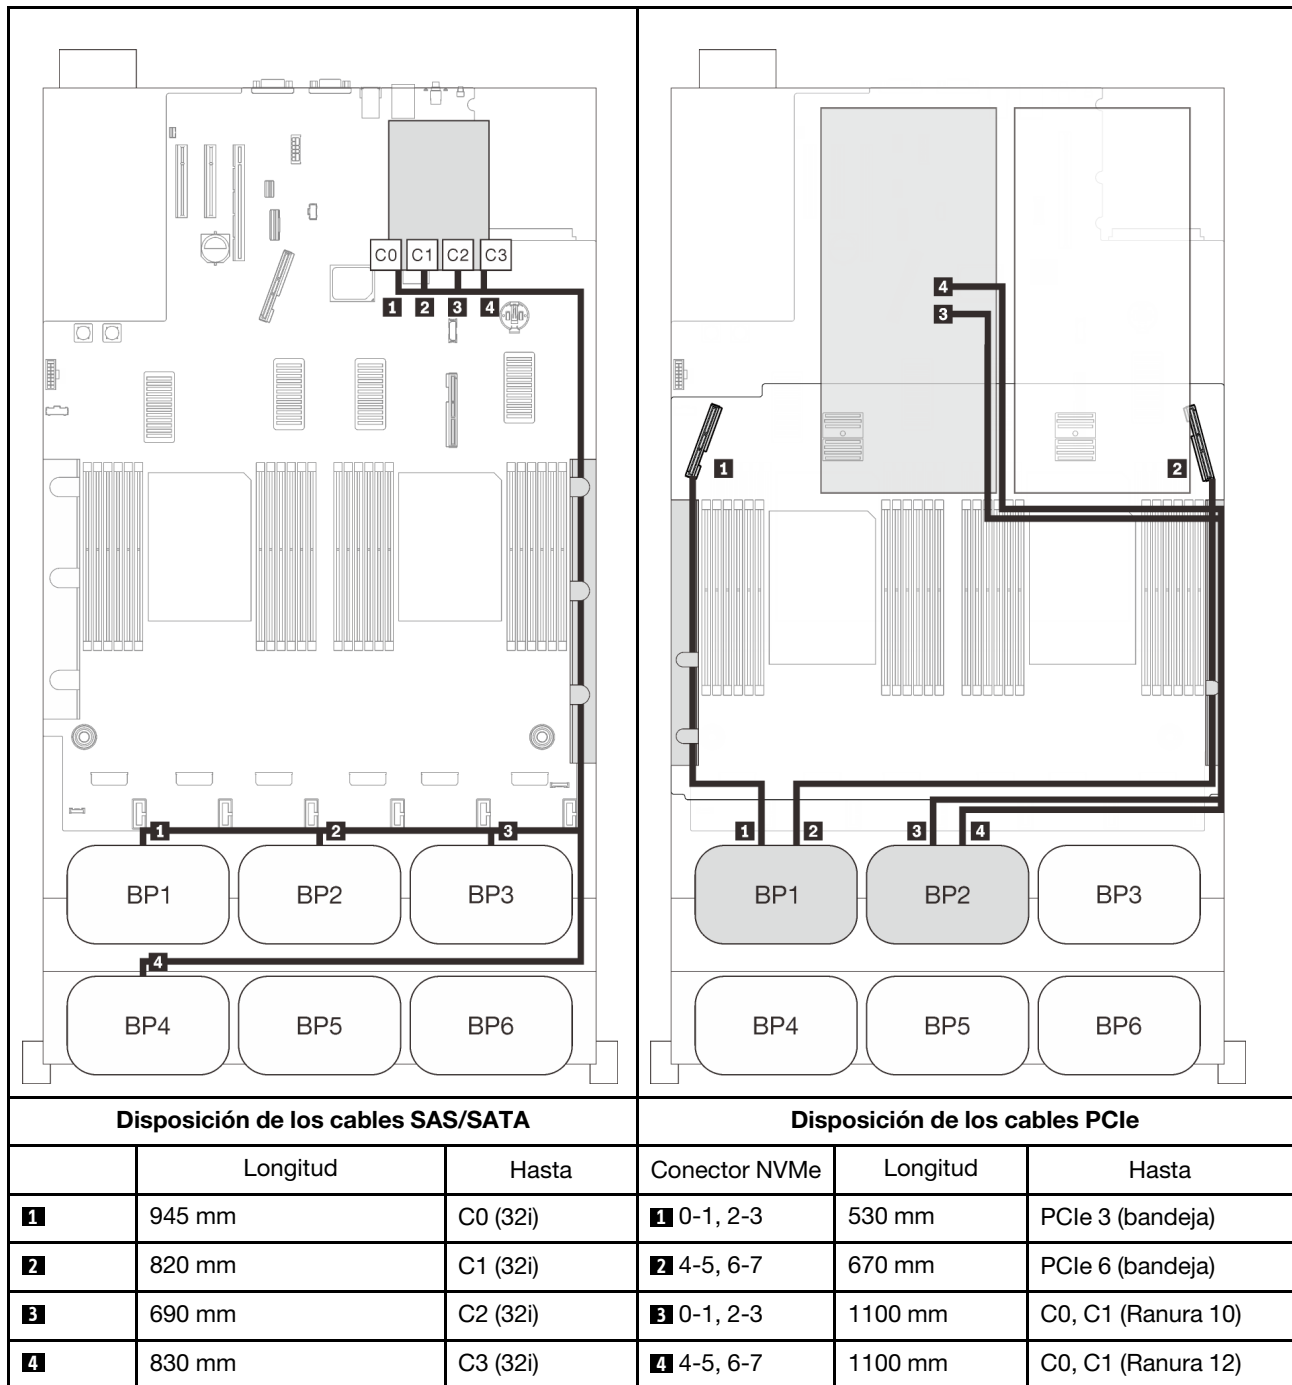 C0 C1 C2 C3
1 2 3 4
1 2 3
BP1 BP2 BP3
4
BP4 BP5 BP6
4
3
1 2
1 2 3 4
BP1 BP2 BP3
BP4 BP5 BP6
Disposición de los cables SAS/SATA
Disposición de los cables PCIe
Longitud Hasta Conector NVMe Longitud Hasta
1 945 mm C0 (32i) 1 0-1, 2-3 530 mm PCIe 3 (bandeja)
2 820 mm C1 (32i) 2 4-5, 6-7 670 mm PCIe 6 (bandeja)
3 690 mm C2 (32i) 3 0-1, 2-3 1100 mm C0, C1 (Ranura 10)
4 830 mm C3 (32i) 4 4-5, 6-7 1100 mm C0, C1 (Ranura 12)